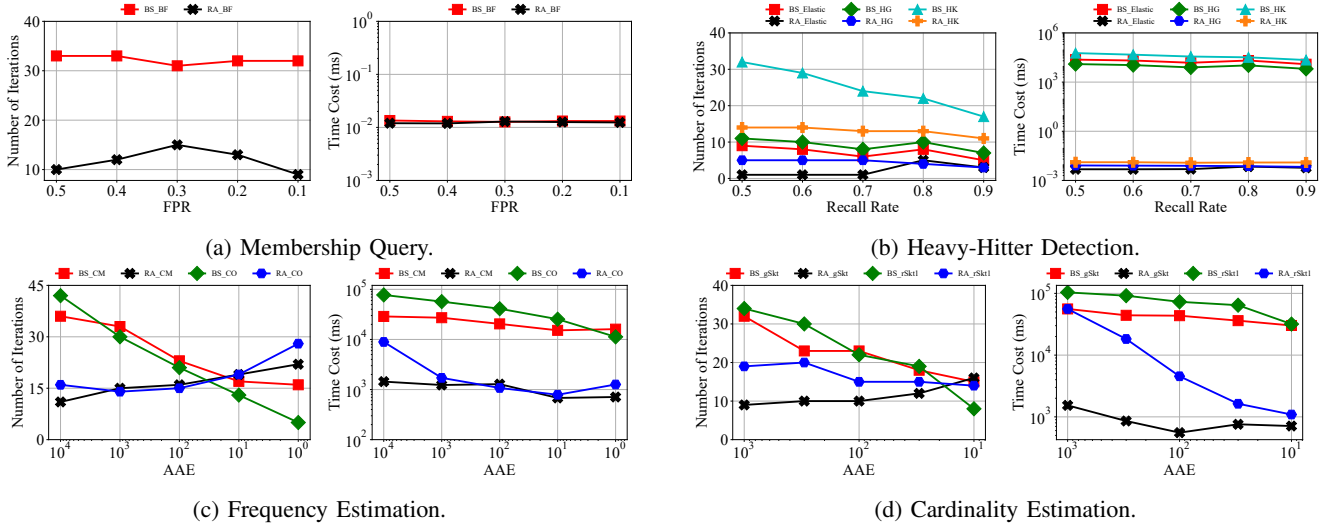 BS_BF RA_BF
Number of Iterations
40
30
20
10
0.5 0.4 0.3 0.2 0.1
FPR
BS_BF RA_BF
Time Cost (ms)
10^0
10^-1
10^-2
10^-3
0.5 0.4 0.3 0.2 0.1
FPR
(a) Membership Query.
BS_Elastic BS_HG BS_HK
RA_Elastic RA_HG RA_HK
Number of Iterations
40
30
20
10
0
0.5 0.6 0.7 0.8 0.9
Recall Rate
BS_Elastic BS_HG BS_HK
RA_Elastic RA_HG RA_HK
Time Cost (ms)
10^6
10^3
10^0
10^-3
0.5 0.6 0.7 0.8 0.9
Recall Rate
(b) Heavy-Hitter Detection.
BS_CM RA_CM BS_CO RA_CO
Number of Iterations
45
30
15
0
10^4 10^3 10^2 10^1 10^0
AAE
BS_CM RA_CM BS_CO RA_CO
Time Cost (ms)
10^5
10^4
10^3
10^2
10^4 10^3 10^2 10^1 10^0
AAE
(c) Frequency Estimation.
BS_gSkt RA_gSkt BS_rSkt1 RA_rSkt1
Number of Iterations
40
30
20
10
0
10^3 10^2 10^1
AAE
BS_gSkt RA_gSkt BS_rSkt1 RA_rSkt1
Time Cost (ms)
10^5
10^4
10^3
10^3 10^2 10^1
AAE
(d) Cardinality Estimation.